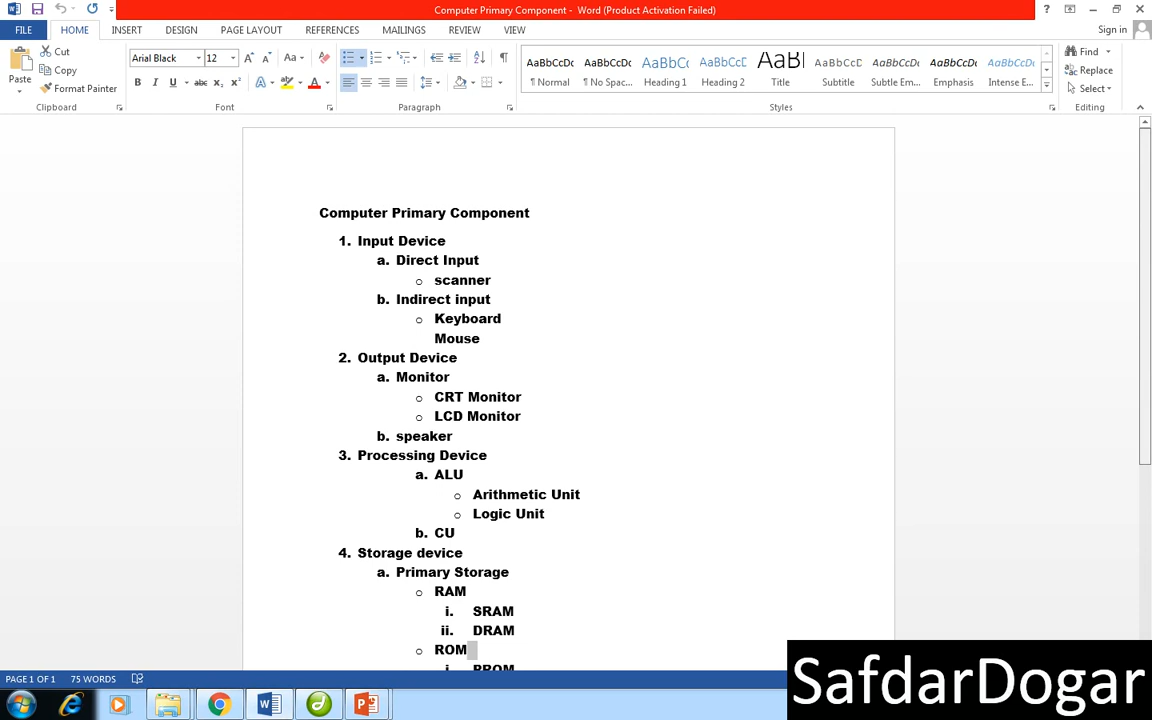 Computer Primary Component - Word (Product Activation Failed)
FILE HOME INSERT DESIGN PAGE LAYOUT REFERENCES MAILINGS REVIEW VIEW Sign in
Paste Cut Copy Format Painter Clipboard
Arial Black 12 Font
Paragraph
AaBbCcDc AaBbCcDc AaBbCc AaBbCcD AaBbI AaBbCcD AaBbCcDc AaBbCcDc AaBbCcDc
¶ Normal ¶ No Spac... Heading 1 Heading 2 Title Subtitle Subtle Em... Emphasis Intense E...
Styles
Find
Replace
Select
Editing
Computer Primary Component
1. Input Device
a. Direct Input
o scanner
b. Indirect input
o Keyboard
Mouse
2. Output Device
a. Monitor
o CRT Monitor
o LCD Monitor
b. speaker
3. Processing Device
a. ALU
o Arithmetic Unit
o Logic Unit
b. CU
4. Storage device
a. Primary Storage
o RAM
i. SRAM
ii. DRAM
o ROM
i. PROM
PAGE 1 OF 1 75 WORDS
SafdarDogar